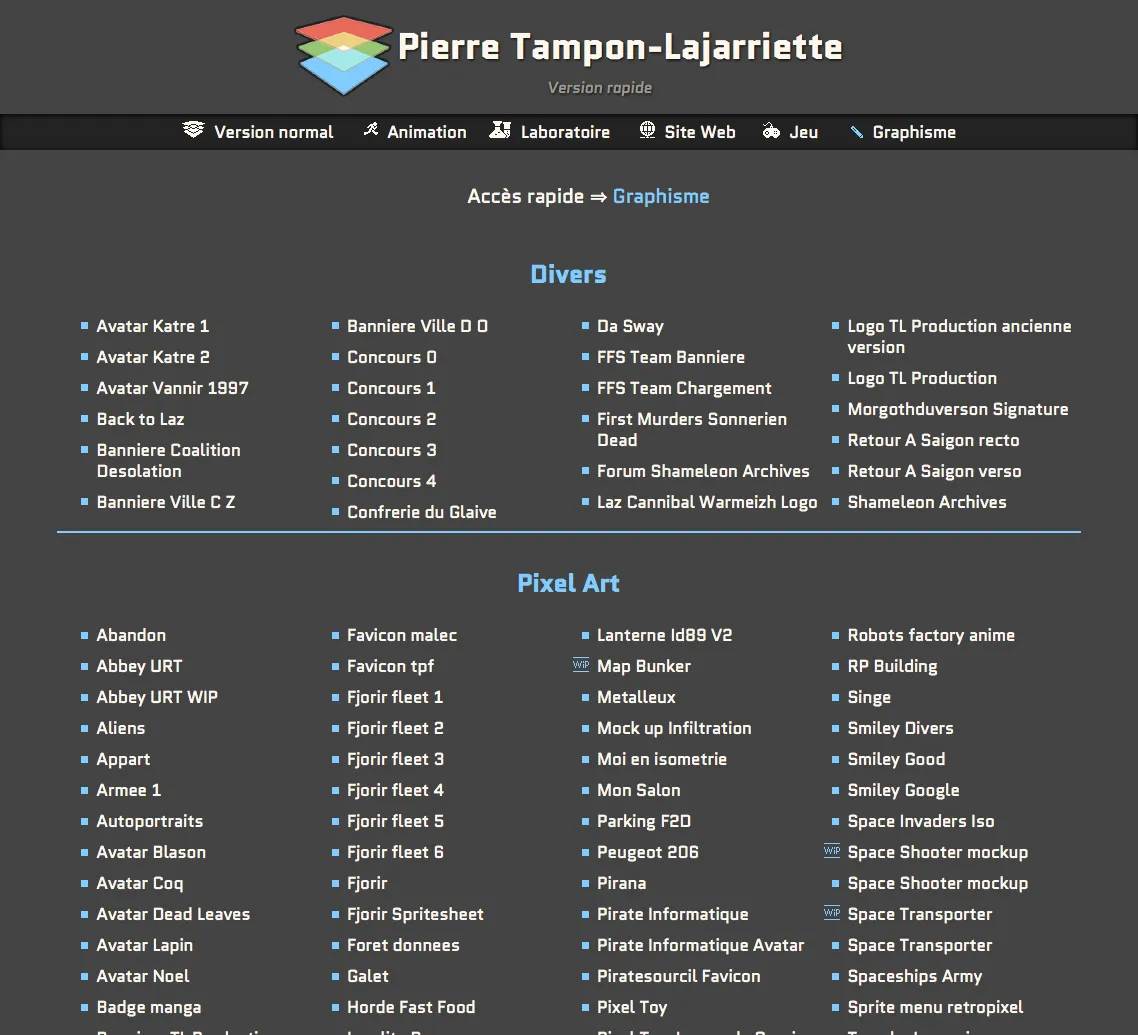 Pierre Tampon-Lajarriette
Version rapide
Version normal Animation Laboratoire Site Web Jeu Graphisme
Accès rapide ⇒ Graphisme
Divers
Avatar Katre 1
Avatar Katre 2
Avatar Vannir 1997
Back to Laz
Banniere Coalition
Desolation
Banniere Ville C Z
Banniere Ville D O
Concours 0
Concours 1
Concours 2
Concours 3
Concours 4
Confrerie du Glaive
Da Sway
FFS Team Banniere
FFS Team Chargement
First Murders Sonnerien
Dead
Forum Shameleon Archives
Laz Cannibal Warmeizh Logo
Logo TL Production ancienne
version
Logo TL Production
Morgothduverson Signature
Retour A Saigon recto
Retour A Saigon verso
Shameleon Archives
Pixel Art
Abandon
Abbey URT
Abbey URT WIP
Aliens
Appart
Armee 1
Autoportraits
Avatar Blason
Avatar Coq
Avatar Dead Leaves
Avatar Lapin
Avatar Noel
Badge manga
Favicon malec
Favicon tpf
Fjorir fleet 1
Fjorir fleet 2
Fjorir fleet 3
Fjorir fleet 4
Fjorir fleet 5
Fjorir fleet 6
Fjorir
Fjorir Spritesheet
Foret donnees
Galet
Horde Fast Food
Lanterne Id89 V2
WIP Map Bunker
Metalleux
Mock up Infiltration
Moi en isometrie
Mon Salon
Parking F2D
Peugeot 206
Pirana
Pirate Informatique
Pirate Informatique Avatar
Piratesourcil Favicon
Pixel Toy
Robots factory anime
RP Building
Singe
Smiley Divers
Smiley Good
Smiley Google
Space Invaders Iso
WIP Space Shooter mockup
Space Shooter mockup
WIP Space Transporter
Space Transporter
Spaceships Army
Sprite menu retropixel